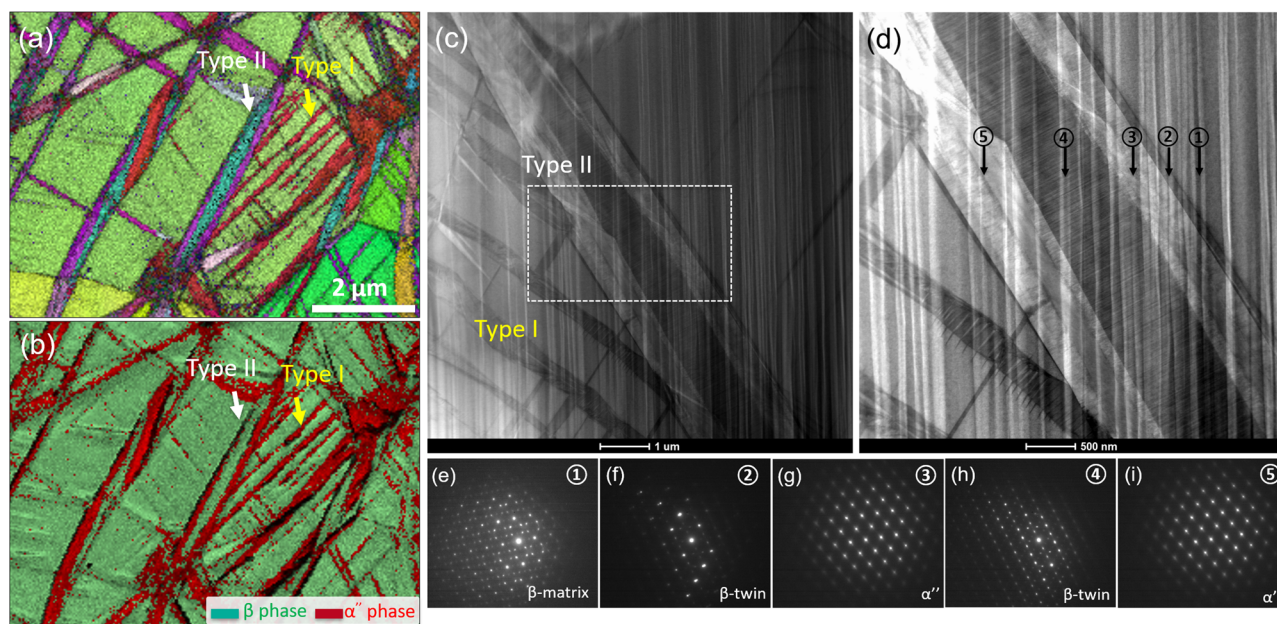 (a)
Type II
Type I
2 μm
(b)
Type II
Type I
β phase
α'' phase
(c)
Type II
Type I
1 um
(d)
⑤
④
③
②
①
500 nm
(e)
①
β-matrix
(f)
②
β-twin
(g)
③
α''
(h)
④
β-twin
(i)
⑤
α'